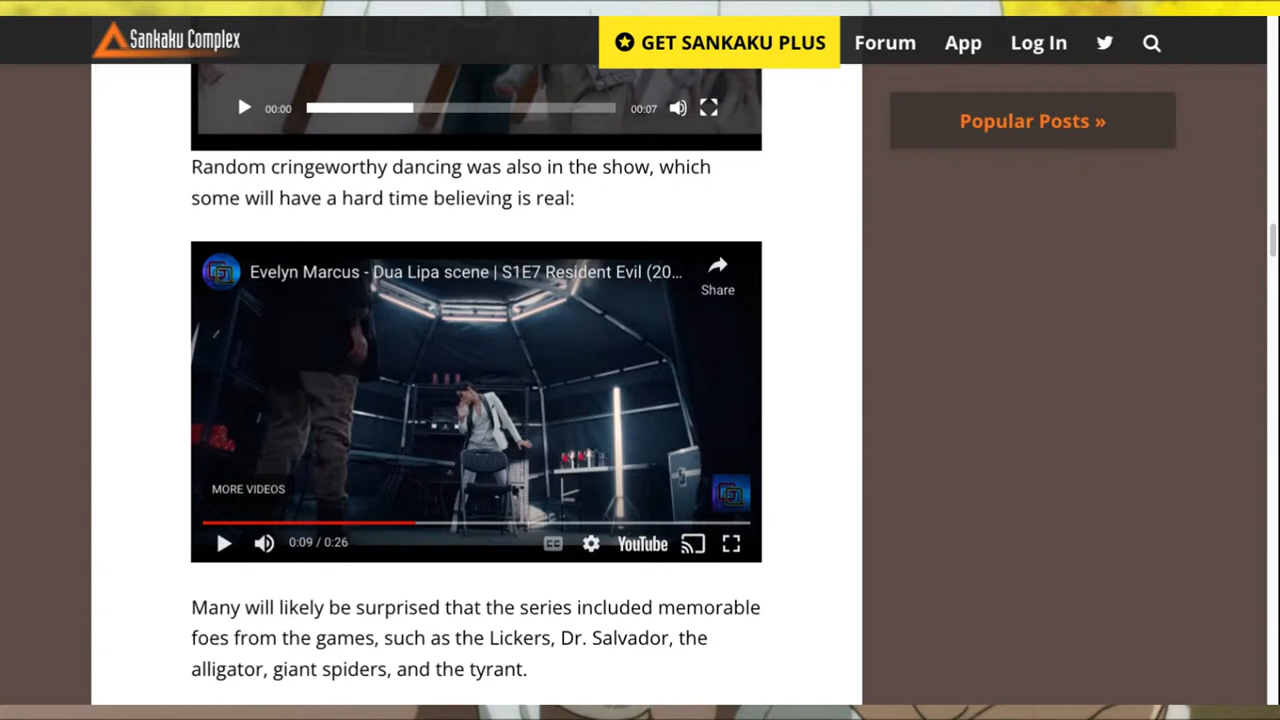 Sankaku Complex
GET SANKAKU PLUS
Forum
App
Log In
00:00
00:07
Popular Posts »
Random cringeworthy dancing was also in the show, which
some will have a hard time believing is real:
Evelyn Marcus - Dua Lipa scene | S1E7 Resident Evil (20...
Share
MORE VIDEOS
0:09 / 0:26
CC
YouTube
Many will likely be surprised that the series included memorable
foes from the games, such as the Lickers, Dr. Salvador, the
alligator, giant spiders, and the tyrant.